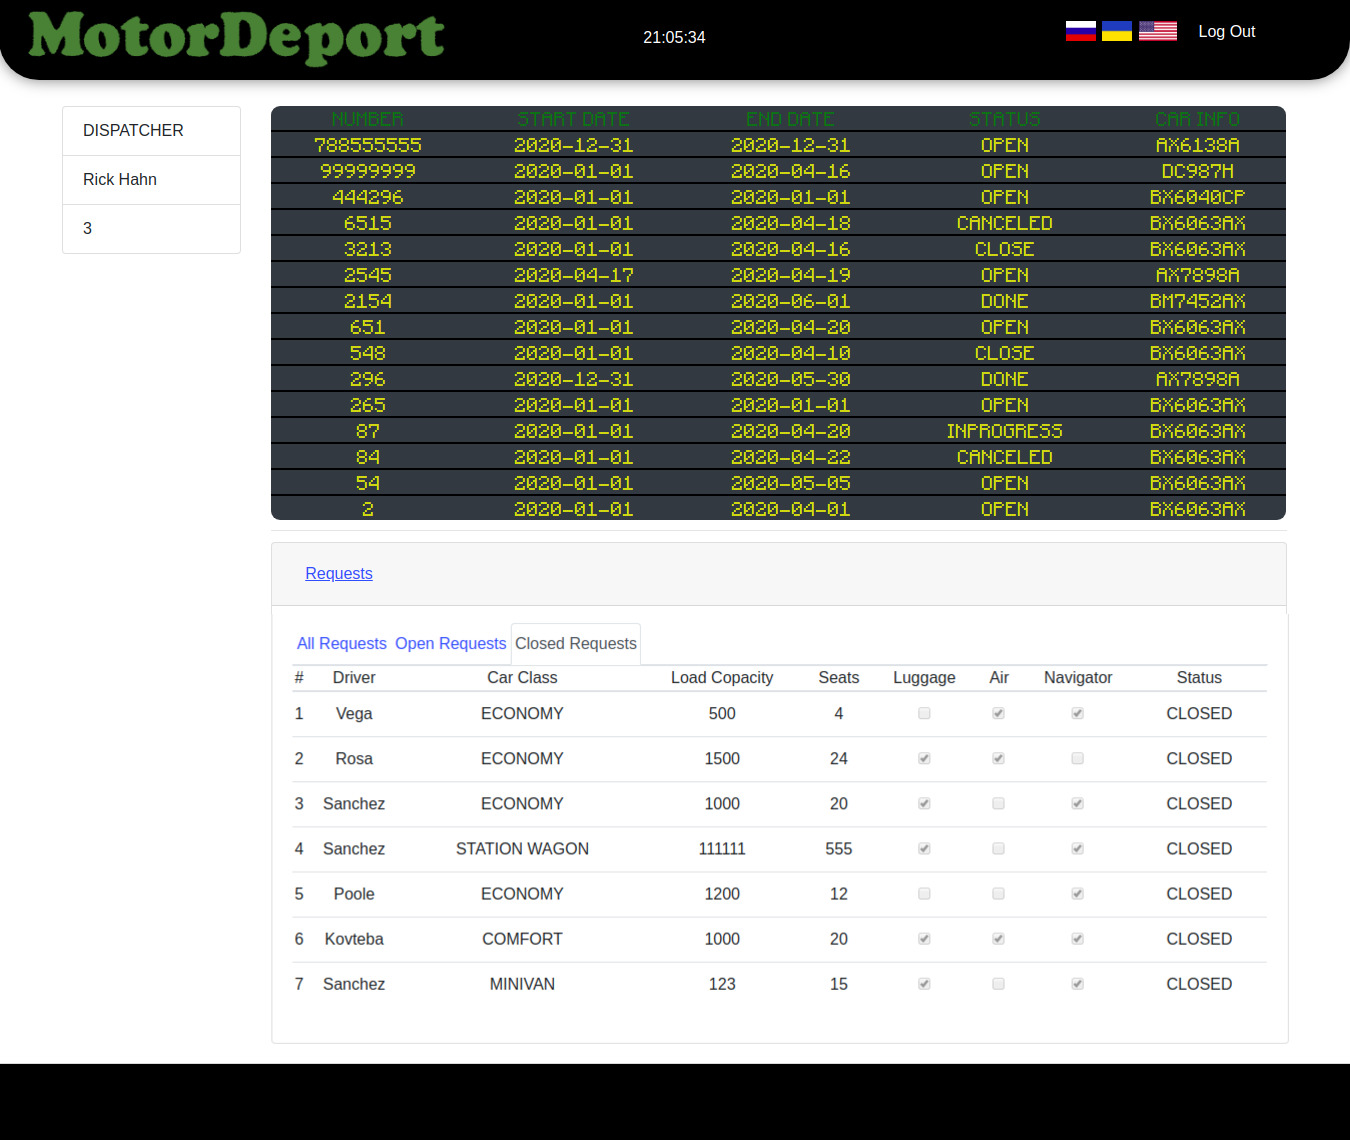 MotorDeport
21:05:34
Log Out
DISPATCHER
Rick Hahn
3
NUMBER START DATE END DATE STATUS CAR INFO
788555555 2020-12-31 2020-12-31 OPEN AX6138A
99999999 2020-01-01 2020-04-16 OPEN DC987H
444296 2020-01-01 2020-01-01 OPEN BX6040CP
6515 2020-01-01 2020-04-18 CANCELED BX6063AX
3213 2020-01-01 2020-04-16 CLOSE BX6063AX
2545 2020-04-17 2020-04-19 OPEN AX7898A
2154 2020-01-01 2020-06-01 DONE BM7452AX
651 2020-01-01 2020-04-20 OPEN BX6063AX
548 2020-01-01 2020-04-10 CLOSE BX6063AX
296 2020-12-31 2020-05-30 DONE AX7898A
265 2020-01-01 2020-01-01 OPEN BX6063AX
87 2020-01-01 2020-04-20 INPROGRESS BX6063AX
84 2020-01-01 2020-04-22 CANCELED BX6063AX
54 2020-01-01 2020-05-05 OPEN BX6063AX
2 2020-01-01 2020-04-01 OPEN BX6063AX
Requests
All Requests Open Requests Closed Requests
# Driver Car Class Load Copacity Seats Luggage Air Navigator Status
1 Vega ECONOMY 500 4 CLOSED
2 Rosa ECONOMY 1500 24 CLOSED
3 Sanchez ECONOMY 1000 20 CLOSED
4 Sanchez STATION WAGON 111111 555 CLOSED
5 Poole ECONOMY 1200 12 CLOSED
6 Kovteba COMFORT 1000 20 CLOSED
7 Sanchez MINIVAN 123 15 CLOSED